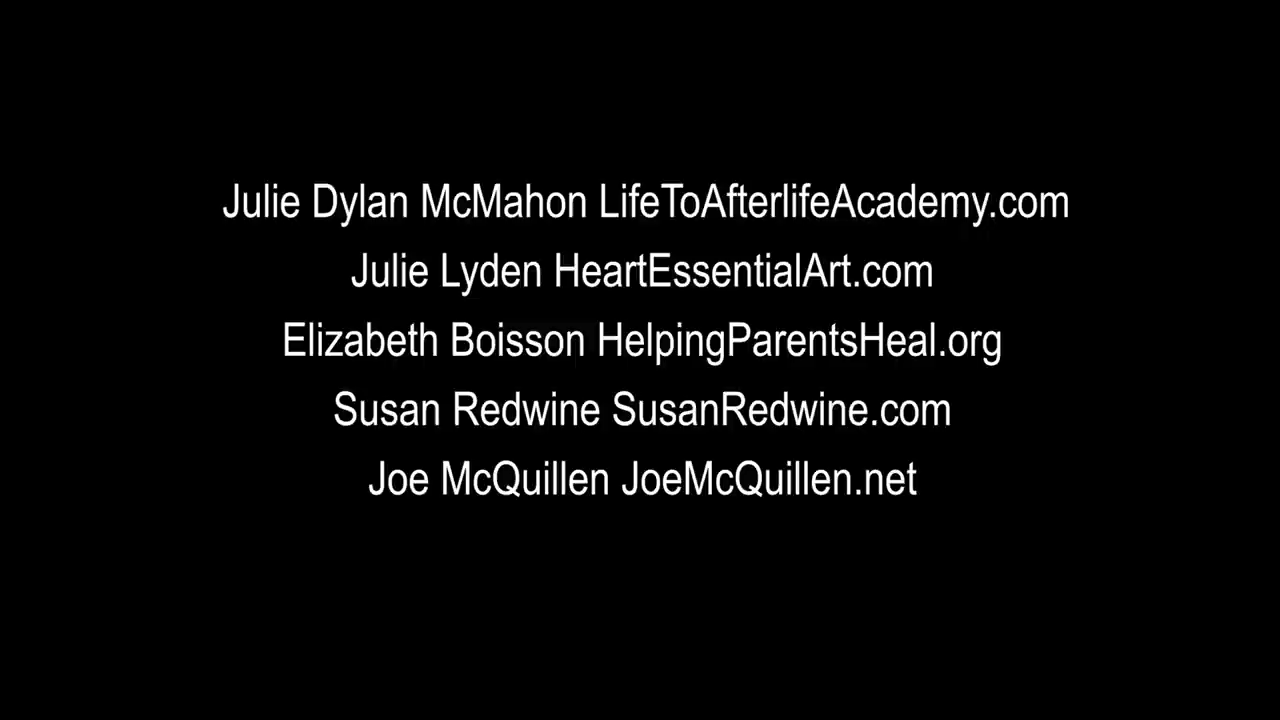 Julie Dylan McMahon LifeToAfterlifeAcademy.com
Julie Lyden HeartEssentialArt.com
Elizabeth Boisson HelpingParentsHeal.org
Susan Redwine SusanRedwine.com
Joe McQuillen JoeMcQuillen.net